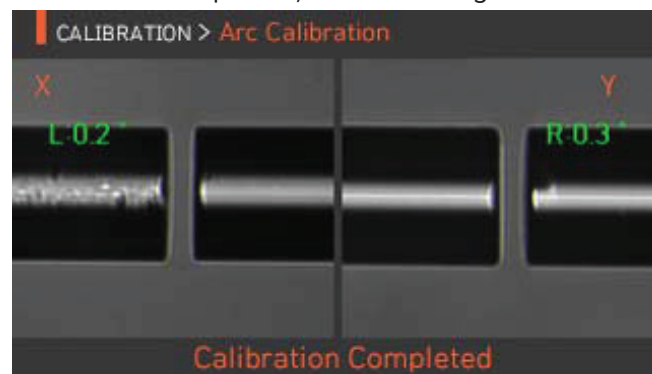 CALIBRATION > Arc Calibration
X
Y
L:0.2˚
R:0.3˚
Calibration Completed